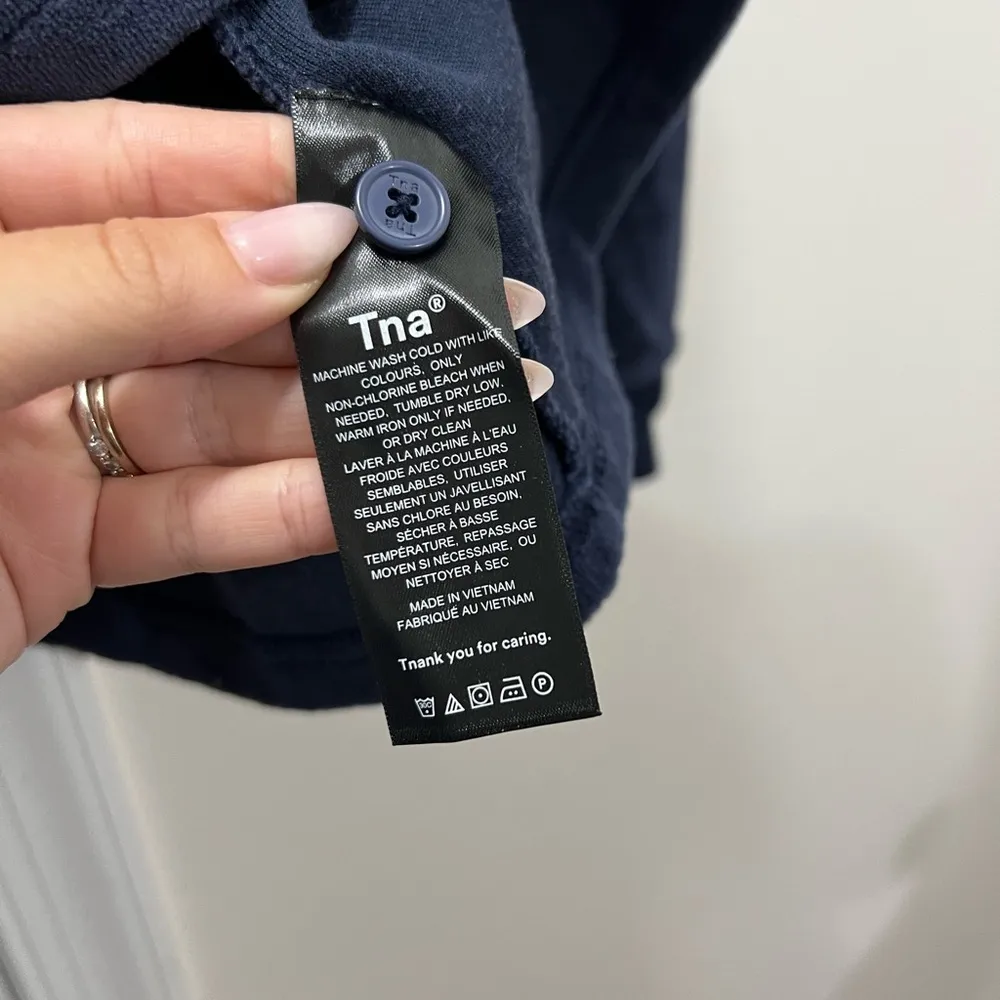 Tna
Tna
Tna®
MACHINE WASH COLD WITH LIKE
COLOURS, ONLY
NON-CHLORINE BLEACH WHEN
NEEDED, TUMBLE DRY LOW.
WARM IRON ONLY IF NEEDED,
OR DRY CLEAN
LAVER À LA MACHINE À L'EAU
FROIDE AVEC COULEURS
SEMBLABLES, UTILISER
SEULEMENT UN JAVELLISANT
SANS CHLORE AU BESOIN,
SÉCHER À BASSE
TEMPÉRATURE, REPASSAGE
MOYEN SI NÉCESSAIRE, OU
NETTOYER À SEC
MADE IN VIETNAM
FABRIQUÉ AU VIETNAM
Tnank you for caring.
30C P